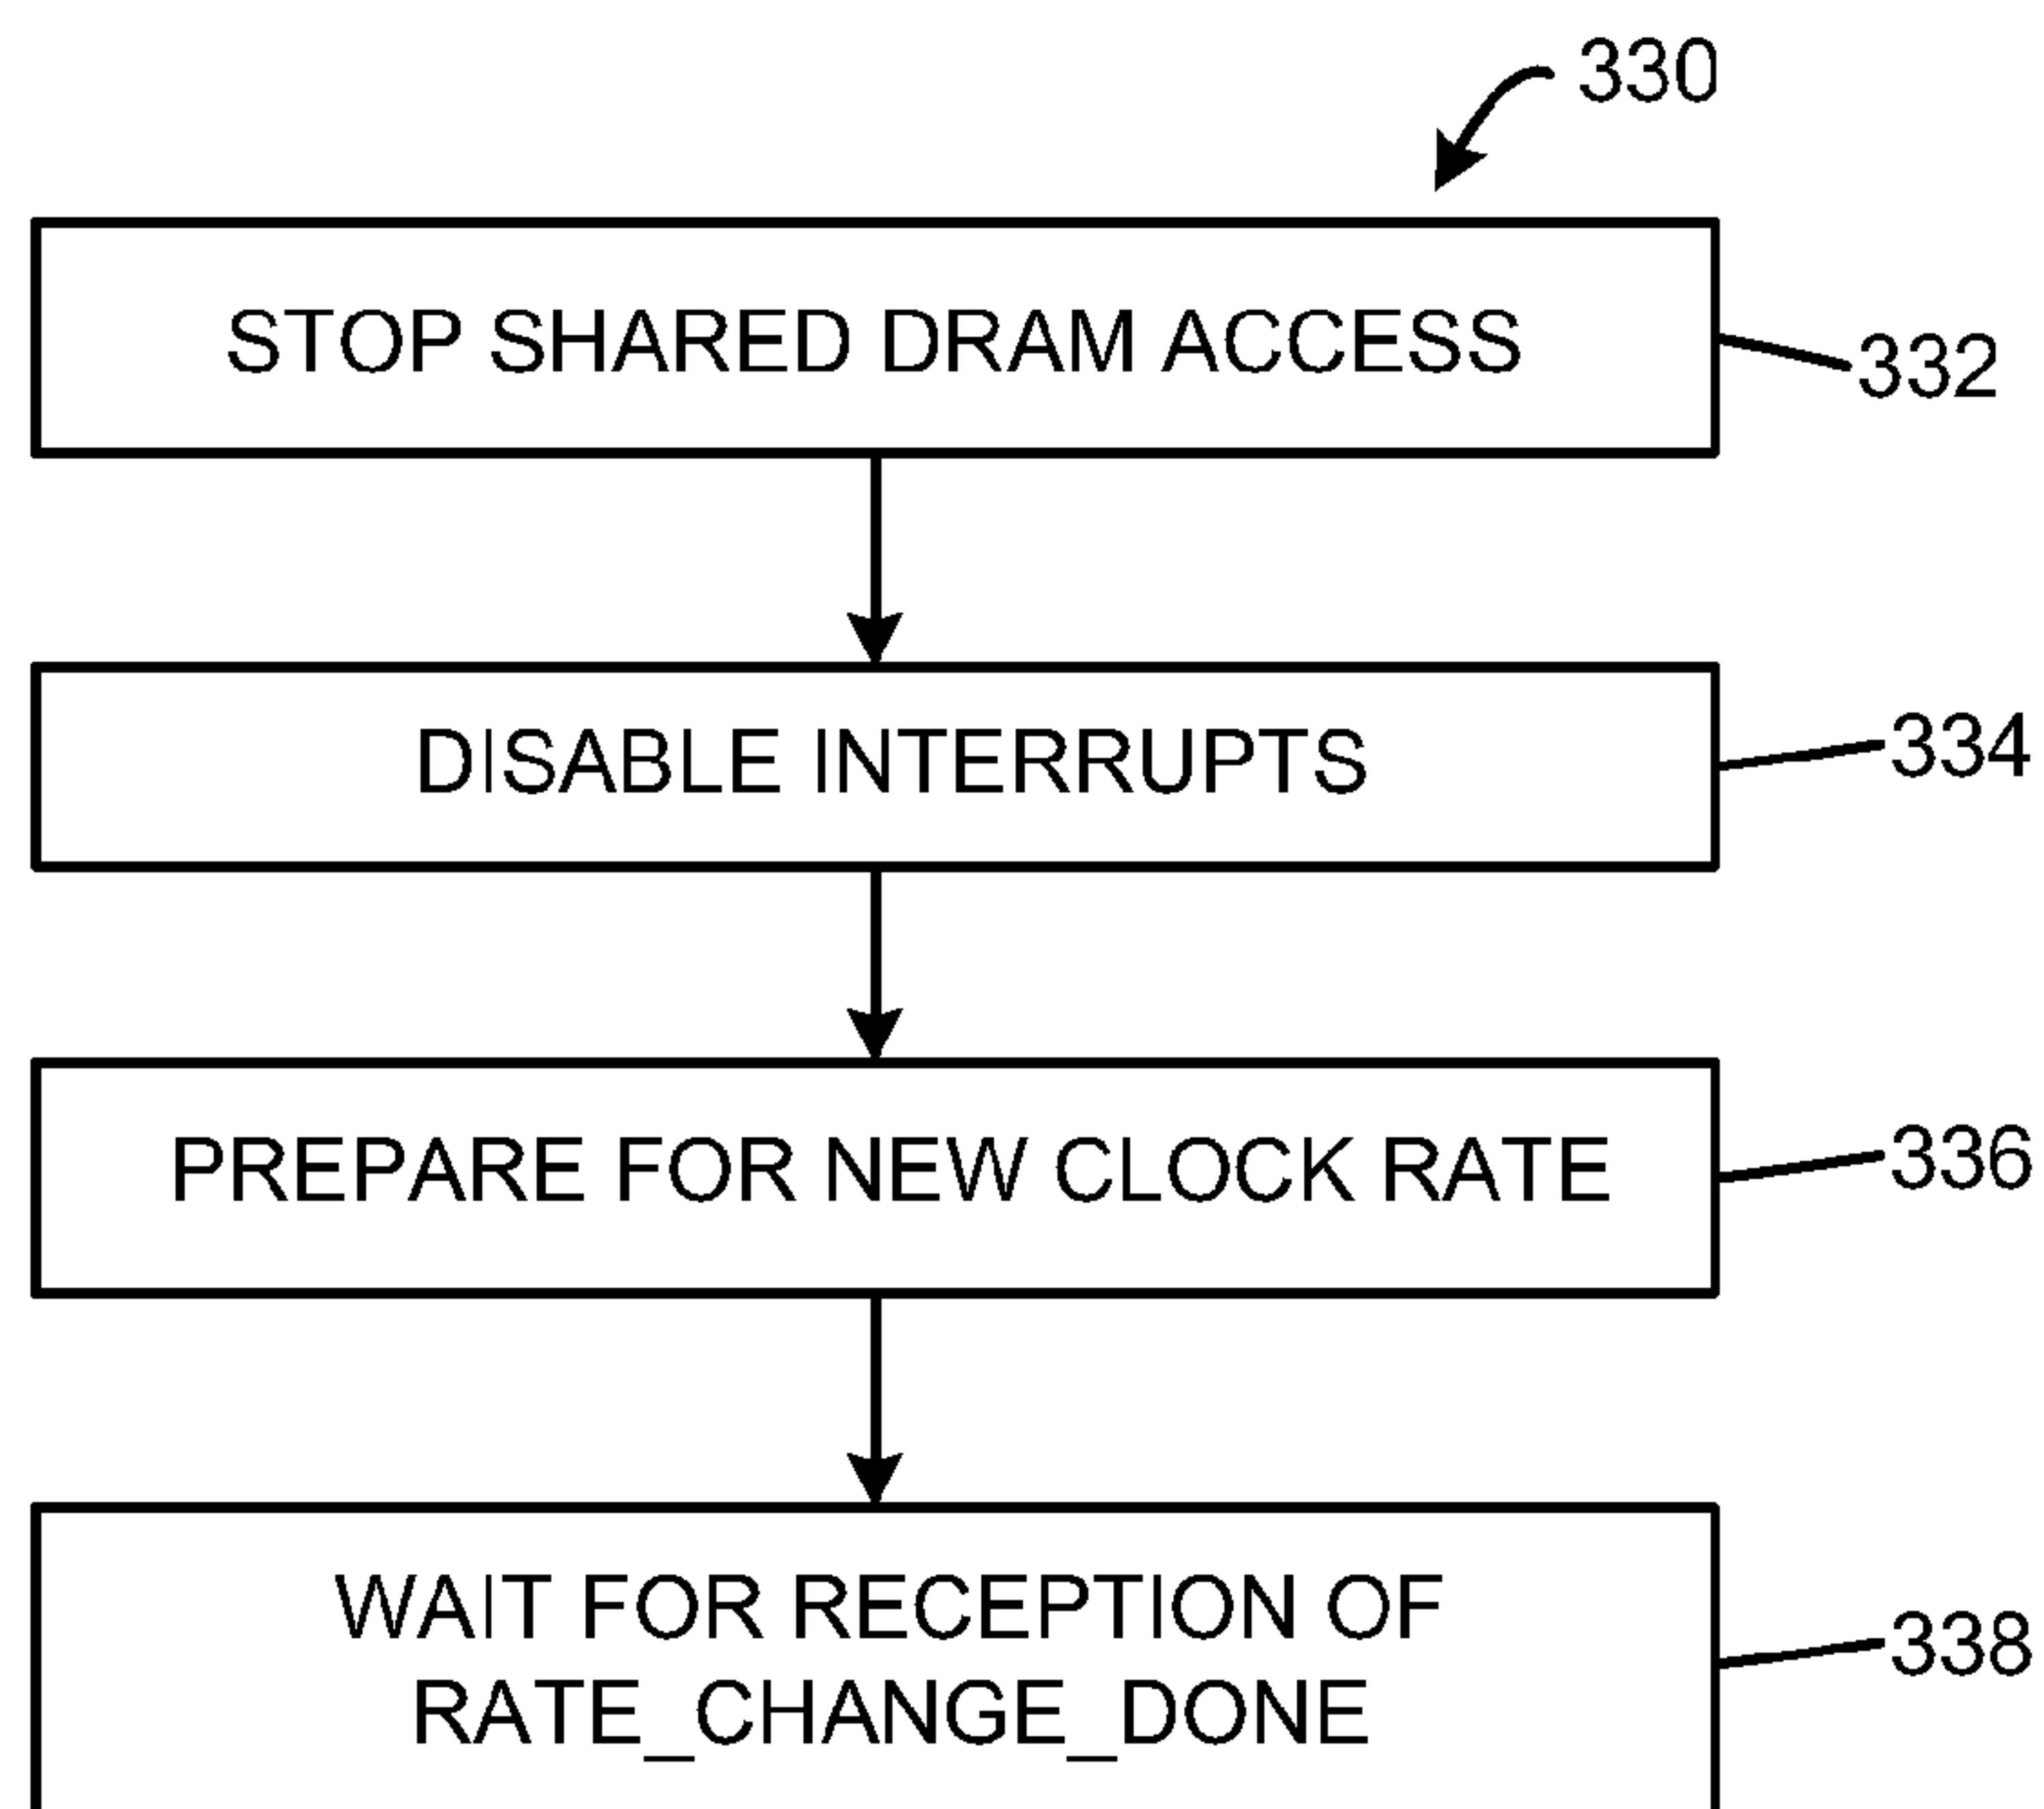 330
STOP SHARED DRAM ACCESS
332
DISABLE INTERRUPTS
334
PREPARE FOR NEW CLOCK RATE
336
WAIT FOR RECEPTION OF
RATE_CHANGE_DONE
338